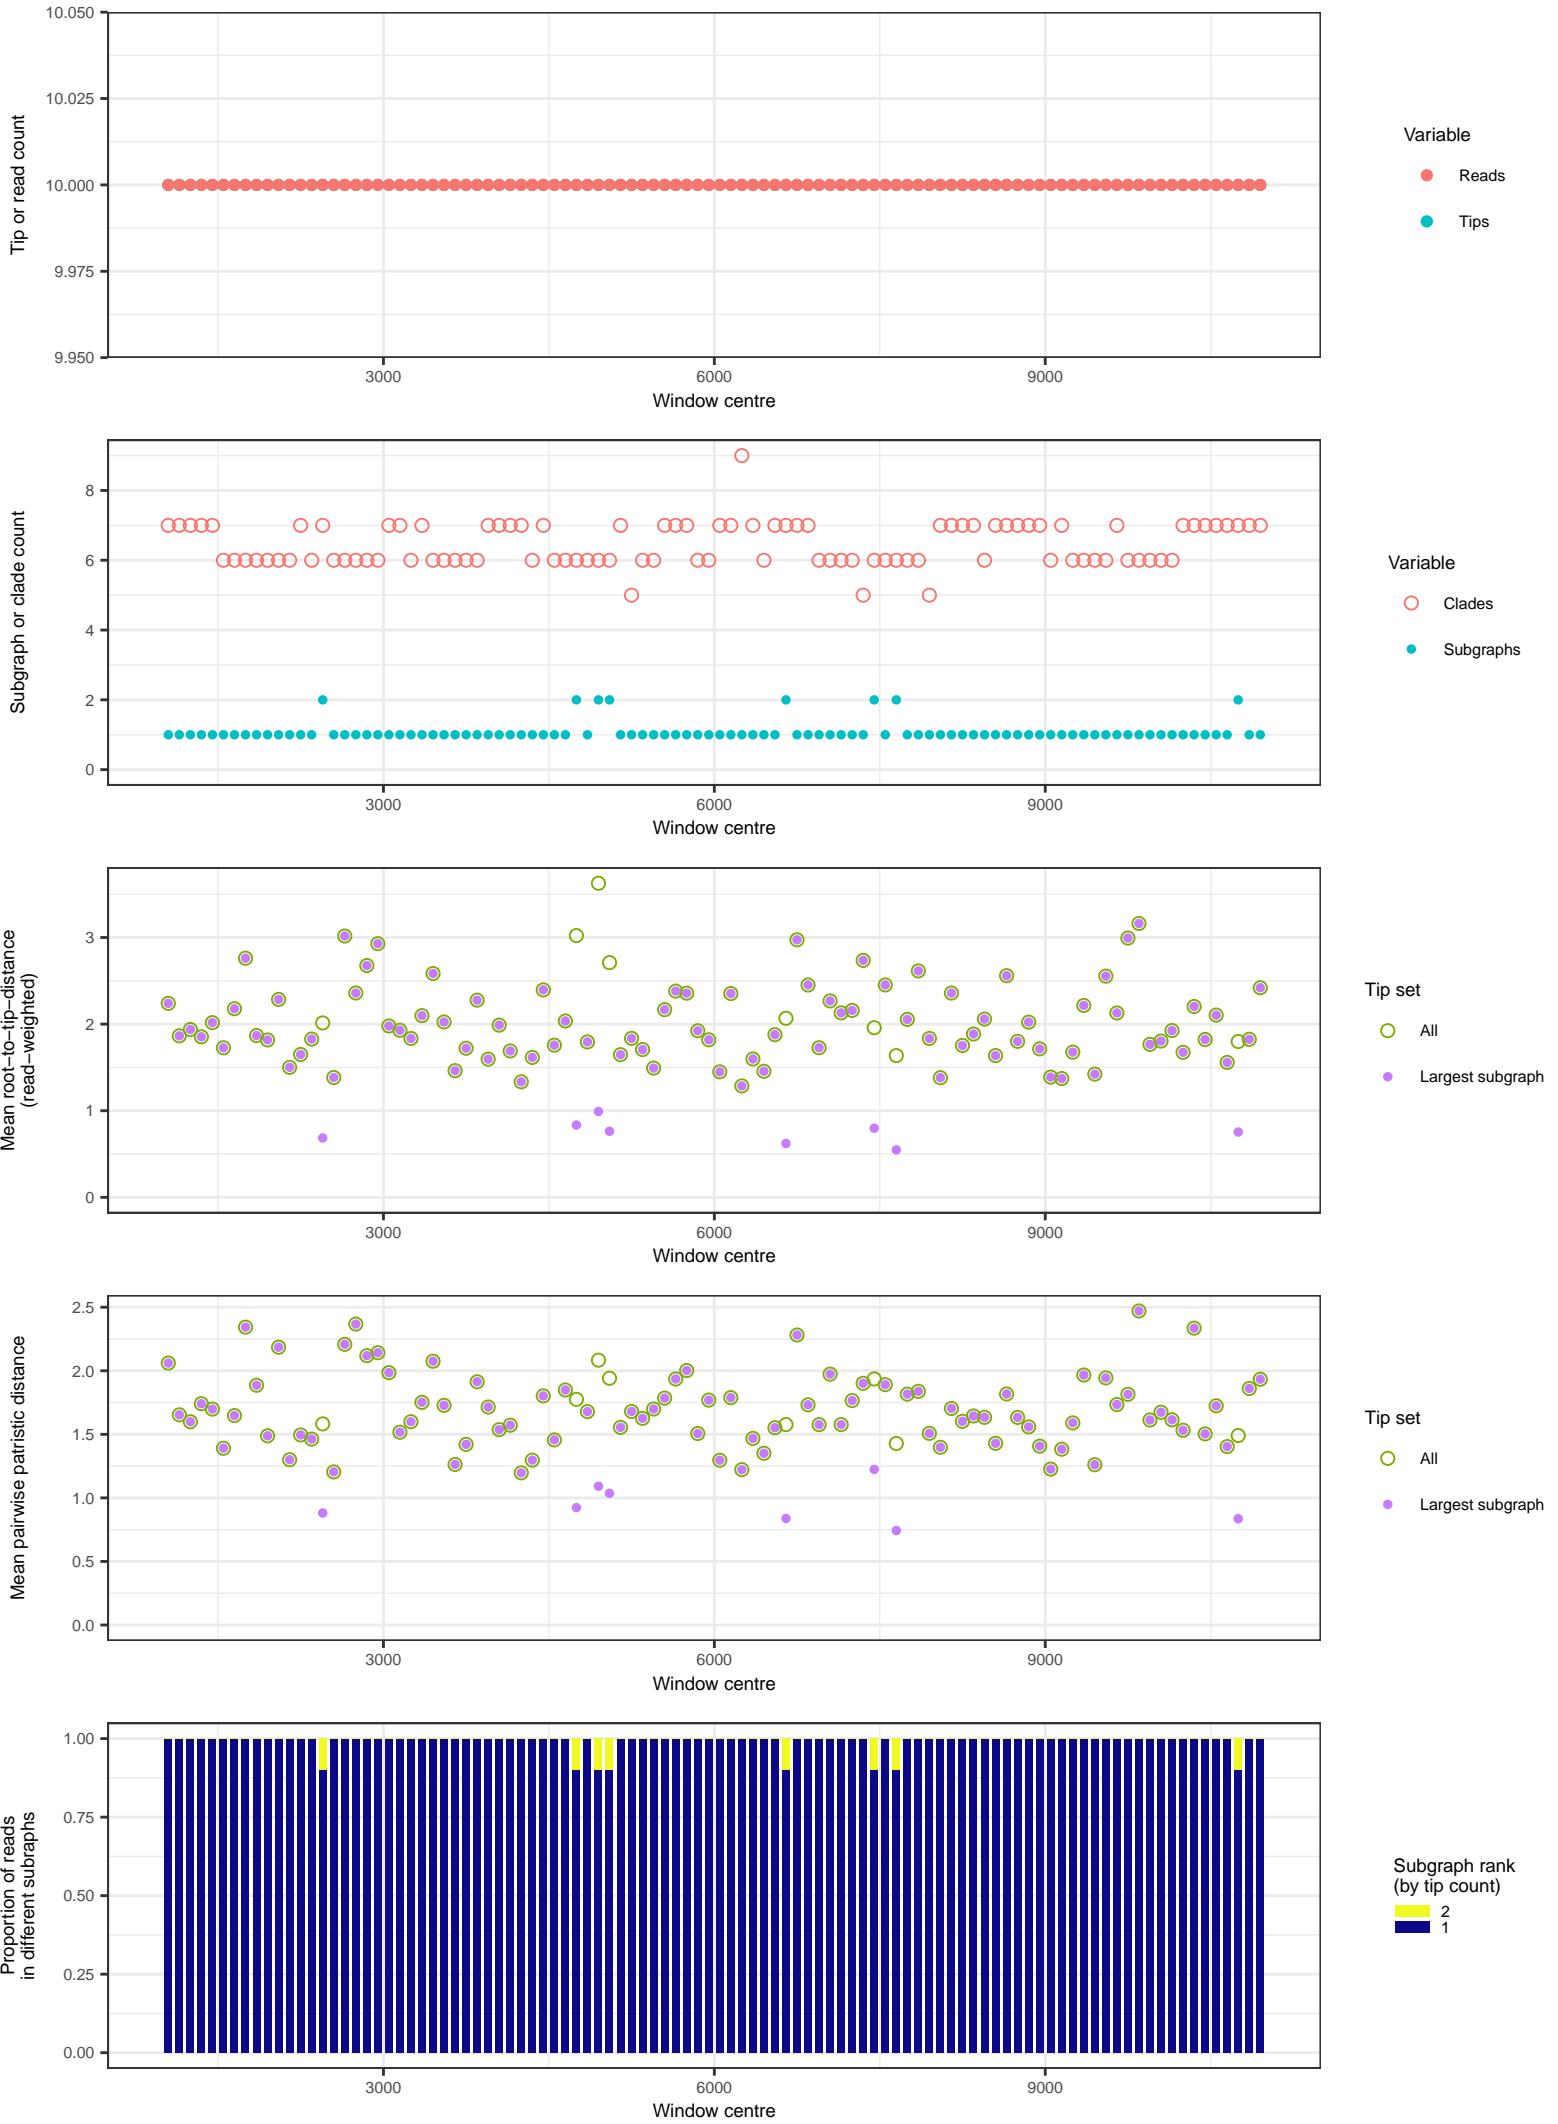 10.050
10.025
10.000
9.975
9.950
Tip or read count
3000 6000 9000
Window centre
Variable
Reads
Tips
8
6
4
2
0
Subgraph or clade count
3000 6000 9000
Window centre
Variable
Clades
Subgraphs
3
2
1
0
Mean root−to−tip−distance
(read−weighted)
3000 6000 9000
Window centre
Tip set
All
Largest subgraph
2.5
2.0
1.5
1.0
0.5
0.0
Mean pairwise patristic distance
3000 6000 9000
Window centre
Tip set
All
Largest subgraph
1.00
0.75
0.50
0.25
0.00
Proportion of reads
in different subraphs
3000 6000 9000
Window centre
Subgraph rank
(by tip count)
2
1